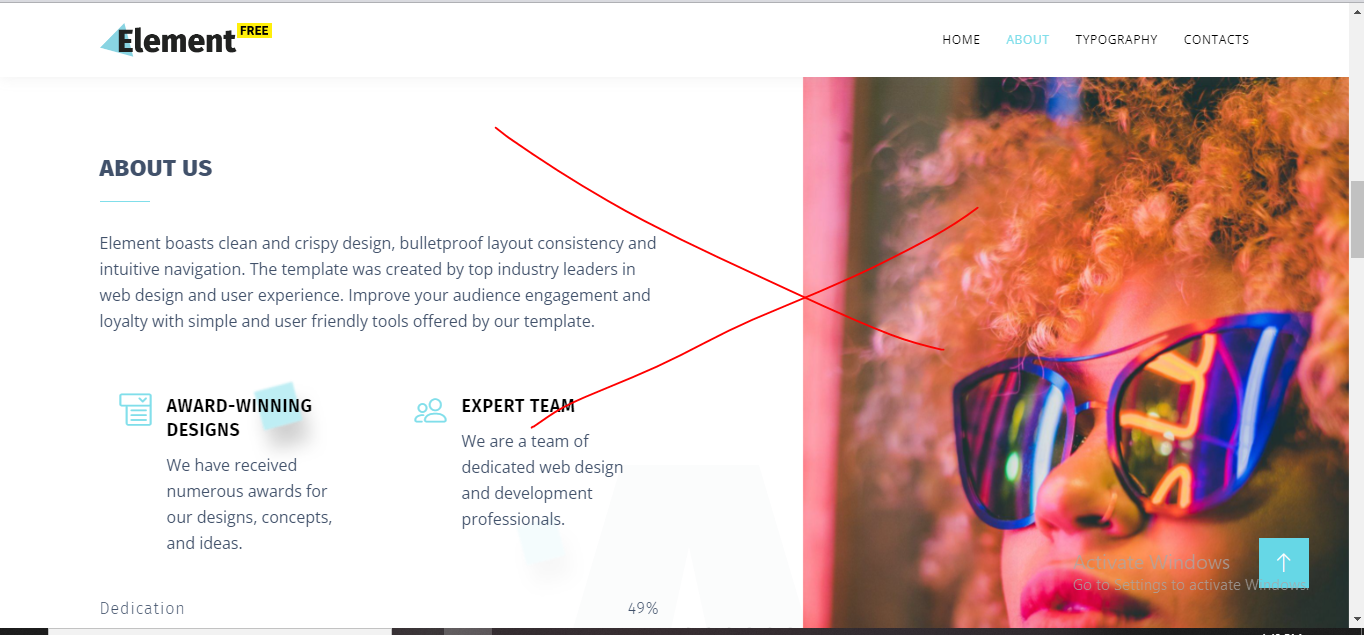 Element FREE
HOME ABOUT TYPOGRAPHY CONTACTS
ABOUT US
Element boasts clean and crispy design, bulletproof layout consistency and
intuitive navigation. The template was created by top industry leaders in
web design and user experience. Improve your audience engagement and
loyalty with simple and user friendly tools offered by our template.
AWARD-WINNING
DESIGNS
We have received
numerous awards for
our designs, concepts,
and ideas.
EXPERT TEAM
We are a team of
dedicated web design
and development
professionals.
Dedication 49%
Activate Windows
Go to Settings to activate Windows.